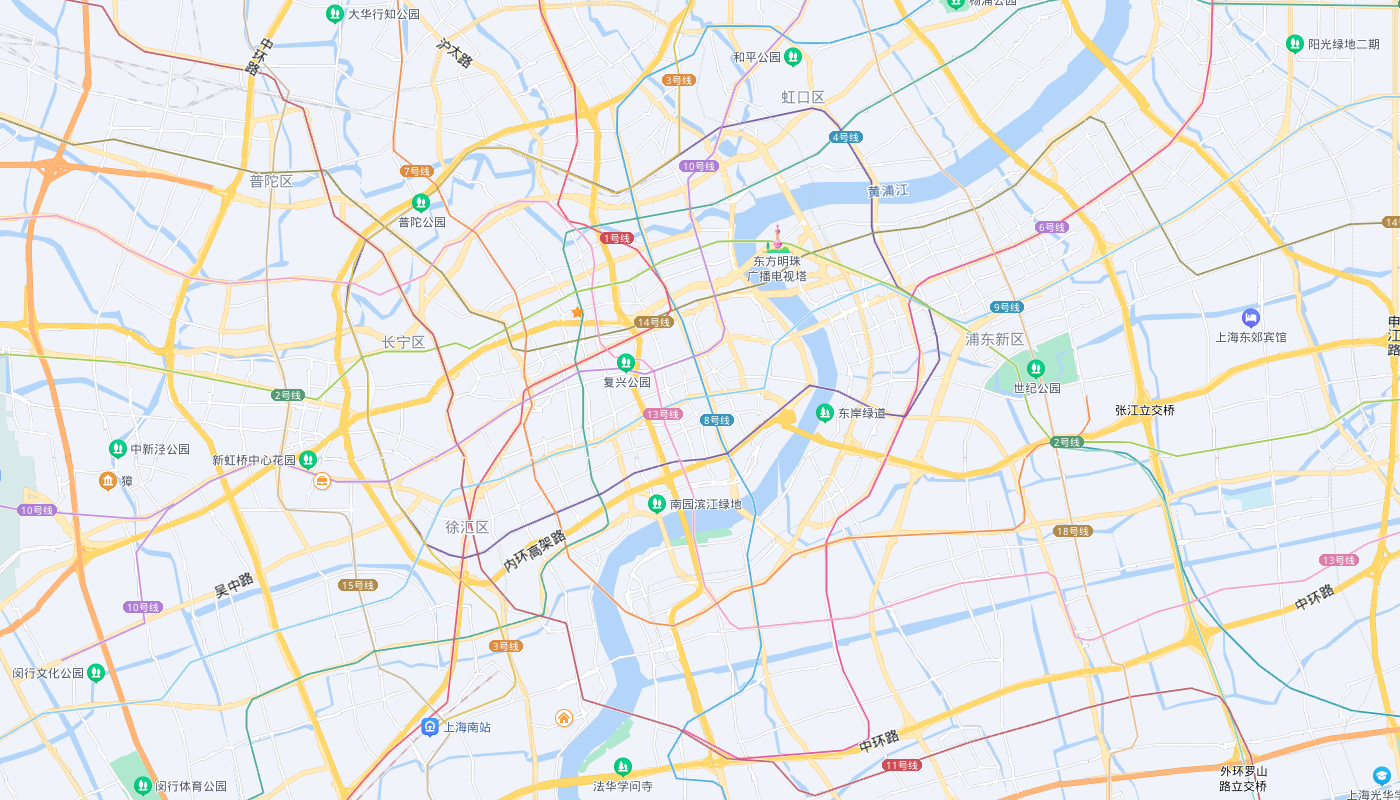 杨浦公园
大华行知公园
中环路
沪太路
阳光绿地二期
和平公园
3号线
虹口区
4号线
10号线
7号线
普陀区
黄浦江
普陀公园
14
6号线
1号线
东方明珠
广播电视塔
9号线
14号线
上海东郊宾馆
浦东新区
申江路
长宁区
复兴公园
世纪公园
2号线
张江立交桥
13号线
8号线
东岸绿道
2号线
中新泾公园
新虹桥中心花园
獐
10号线
南园滨江绿地
徐汇区
18号线
内环高架路
13号线
吴中路
15号线
中环路
10号线
3号线
闵行文化公园
上海南站
中环路
11号线
外环罗山
路立交桥
闵行体育公园
法华学问寺
上海光华